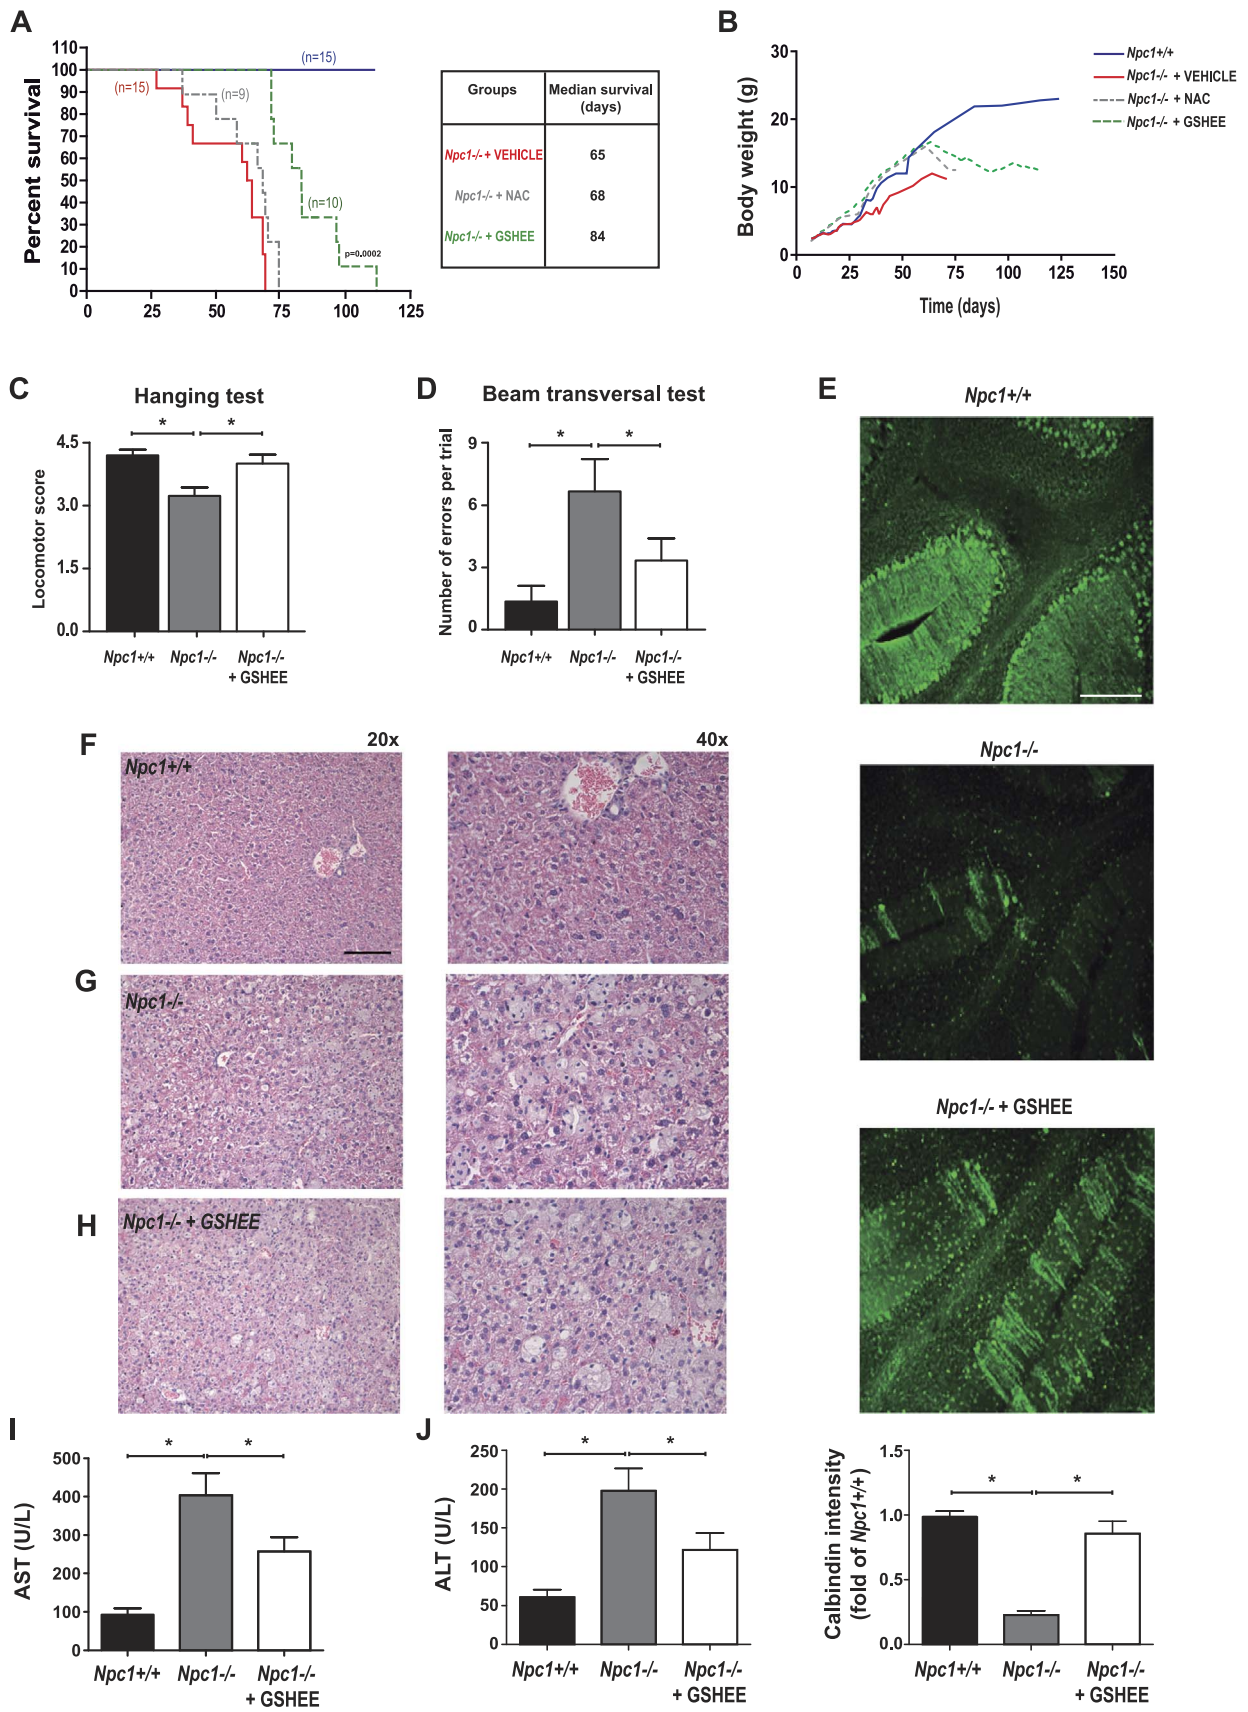 A
110
100
90
80
70
60
50
40
30
20
10
0
Percent survival
(n=15)
(n=15)
(n=9)
(n=10)
p=0.0002
0 25 50 75 100 125
Groups Median survival (days)
Npc1-/- + VEHICLE 65
Npc1-/- + NAC 68
Npc1-/- + GSHEE 84
B
30
20
10
0
Body weight (g)
0 25 50 75 100 125 150
Time (days)
Npc1+/+
Npc1-/- + VEHICLE
Npc1-/- + NAC
Npc1-/- + GSHEE
C
Hanging test
* *
4.5
3.0
1.5
0.0
Locomotor score
Npc1+/+ Npc1-/- Npc1-/-
+ GSHEE
D
Beam transversal test
* *
9
6
3
0
Number of errors per trial
Npc1+/+ Npc1-/- Npc1-/-
+ GSHEE
E
Npc1+/+
Npc1-/-
Npc1-/- + GSHEE
F
20x 40x
Npc1+/+
G
Npc1-/-
H
Npc1-/- + GSHEE
I
* *
500
400
300
200
100
0
AST (U/L)
Npc1+/+ Npc1-/- Npc1-/-
+ GSHEE
J
* *
250
200
150
100
50
0
ALT (U/L)
Npc1+/+ Npc1-/- Npc1-/-
+ GSHEE
* *
1.5
1.0
0.5
0.0
Calbindin intensity
(fold of Npc1+/+)
Npc1+/+ Npc1-/- Npc1-/-
+ GSHEE